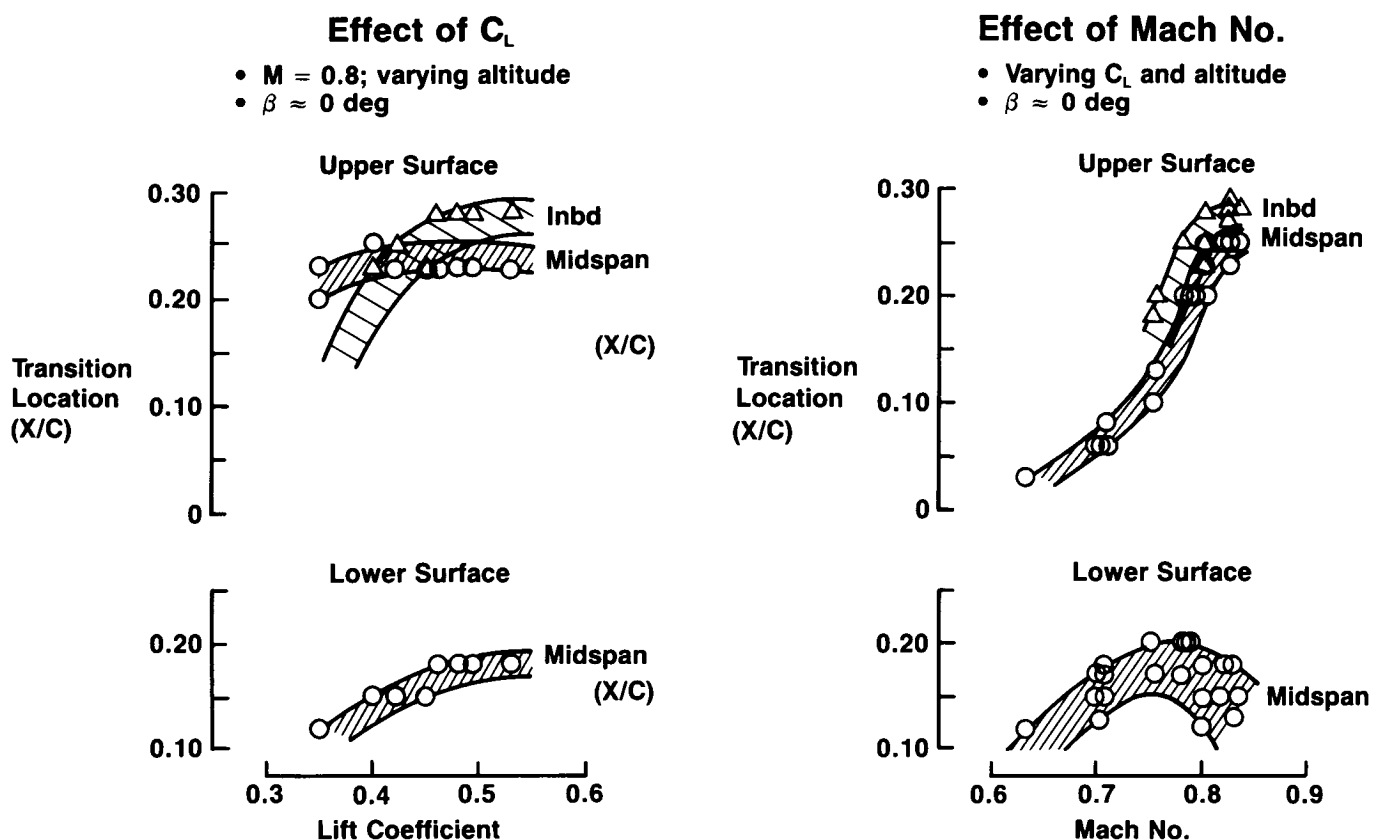 Effect of C_L
• M = 0.8; varying altitude
• β ≈ 0 deg
Upper Surface
0.30
0.20
0.10
0
Transition
Location
(X/C)
Inbd
Midspan
(X/C)
Lower Surface
0.20
0.10
Midspan
(X/C)
0.3 0.4 0.5 0.6
Lift Coefficient
Effect of Mach No.
• Varying C_L and altitude
• β ≈ 0 deg
Upper Surface
0.30
0.20
0.10
0
Transition
Location
(X/C)
Inbd
Midspan
Lower Surface
0.20
0.10
Midspan
0.6 0.7 0.8 0.9
Mach No.